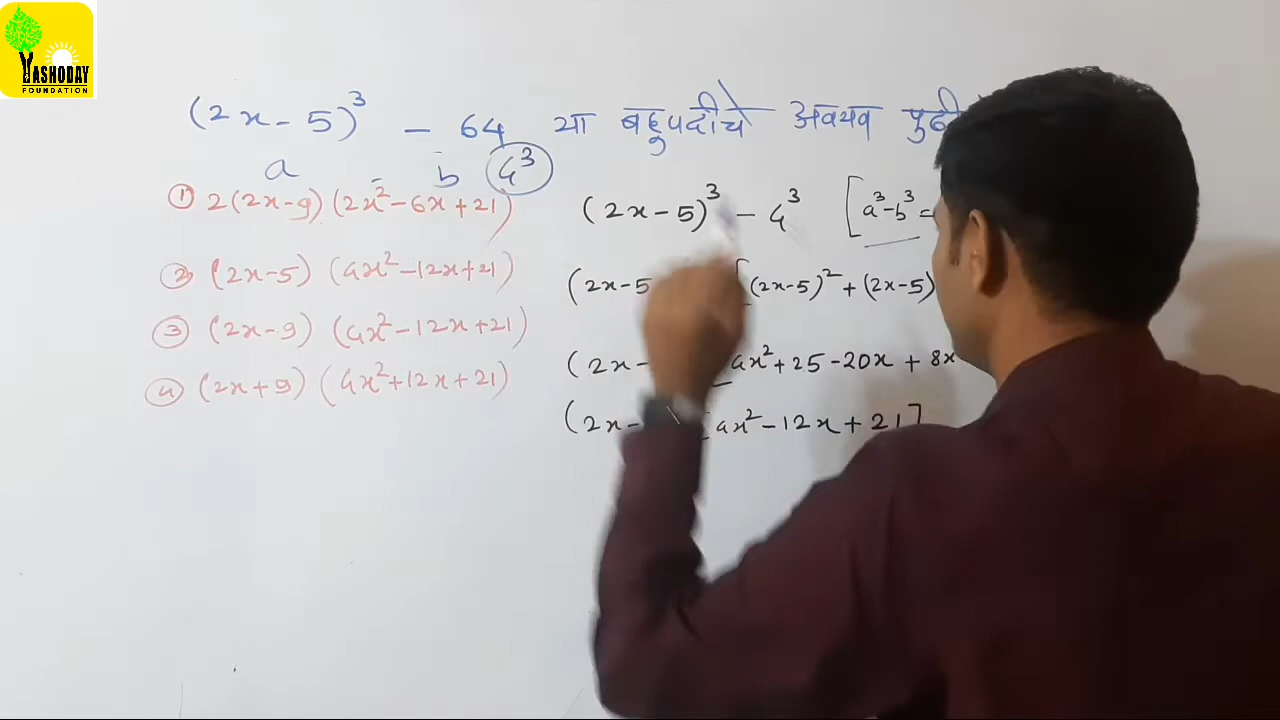 YASHODAY
FOUNDATION
(2x-5)³ - 64 या बहुपदीचे अवयव
a b 4³
① 2(2x-9) (2x²-6x+21)
② (2x-5) (4x²-12x+21)
③ (2x-9) (4x²-12x+21)
④ (2x+9) (4x²+12x+21)
(2x-5)³ - 4³ [a³-b³ =
(2x-5 [(2x-5)² + (2x-5)
(2x- 4x²+25-20x + 8x
(2x- [4x²-12x+21]